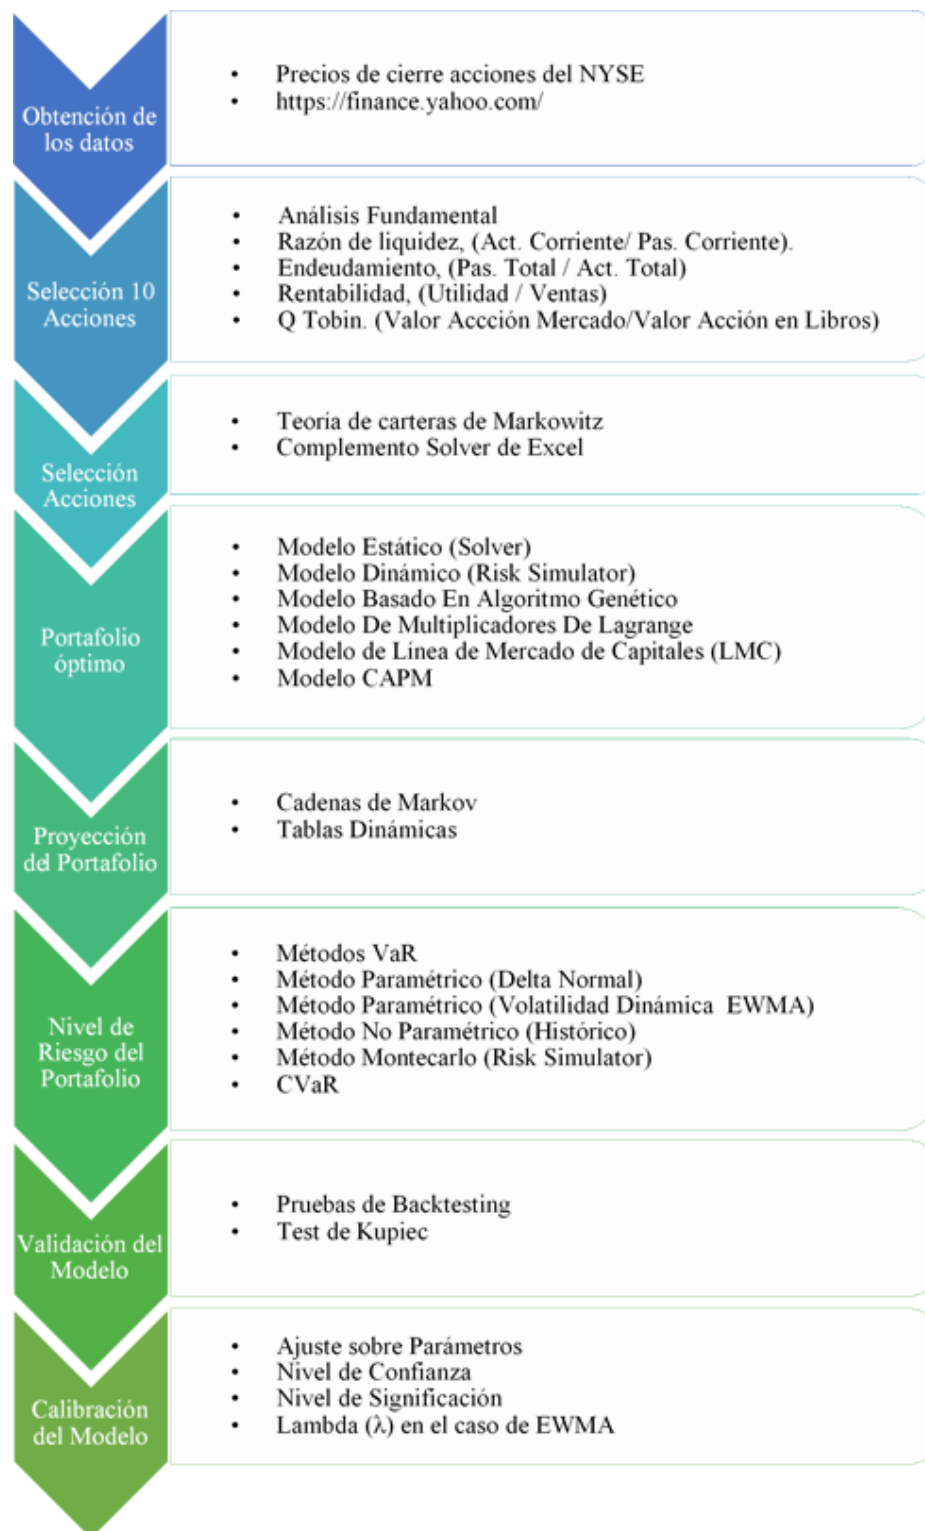 Obtención de
los datos
• Precios de cierre acciones del NYSE
• https://finance.yahoo.com/
Selección 10
Acciones
• Análisis Fundamental
• Razón de liquidez, (Act. Corriente/ Pas. Corriente).
• Endeudamiento, (Pas. Total / Act. Total)
• Rentabilidad, (Utilidad / Ventas)
• Q Tobin. (Valor Accción Mercado/Valor Acción en Libros)
Selección
Acciones
• Teoría de carteras de Markowitz
• Complemento Solver de Excel
Portafolio
óptimo
• Modelo Estático (Solver)
• Modelo Dinámico (Risk Simulator)
• Modelo Basado En Algoritmo Genético
• Modelo De Multiplicadores De Lagrange
• Modelo de Línea de Mercado de Capitales (LMC)
• Modelo CAPM
Proyección
del Portafolio
• Cadenas de Markov
• Tablas Dinámicas
Nivel de
Riesgo del
Portafolio
• Métodos VaR
• Método Paramétrico (Delta Normal)
• Método Paramétrico (Volatilidad Dinámica EWMA)
• Método No Paramétrico (Histórico)
• Método Montecarlo (Risk Simulator)
• CVaR
Validación del
Modelo
• Pruebas de Backtesting
• Test de Kupiec
Calibración
del Modelo
• Ajuste sobre Parámetros
• Nivel de Confianza
• Nivel de Significación
• Lambda (λ) en el caso de EWMA